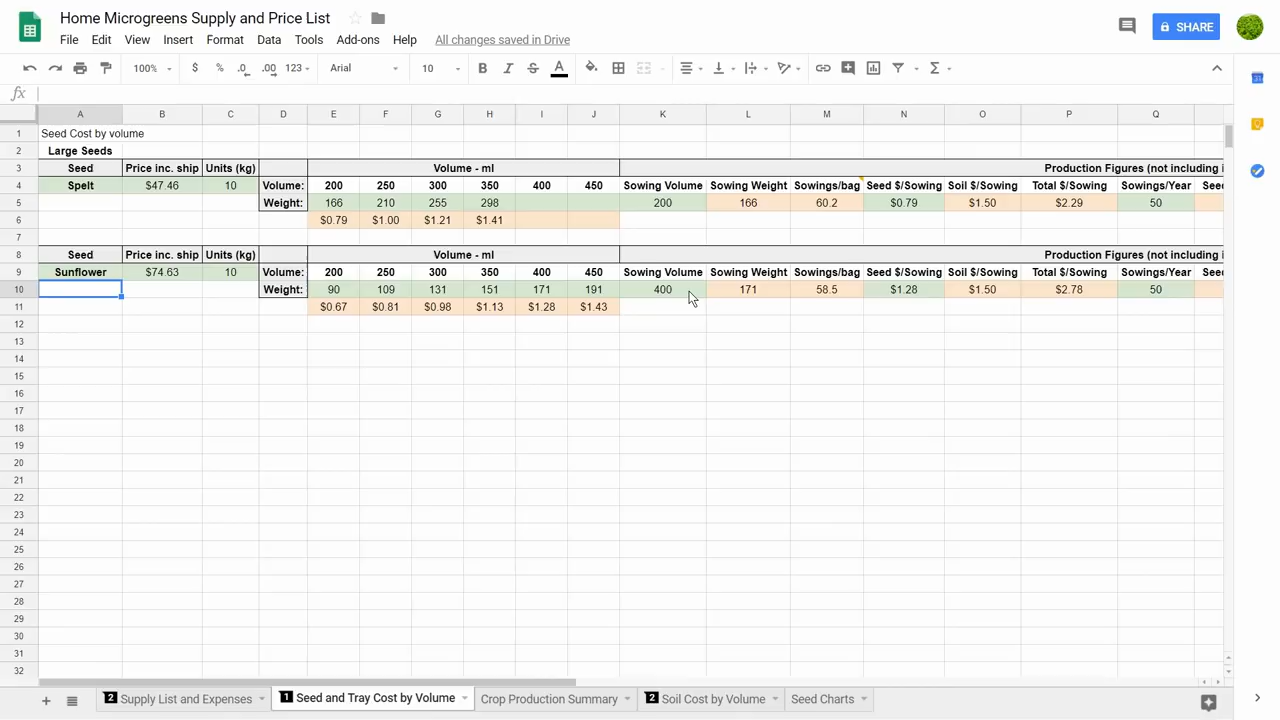 Home Microgreens Supply and Price List
File Edit View Insert Format Data Tools Add-ons Help All changes saved in Drive
SHARE
100% $ % .0 .00 123 Arial 10 B I S A
fx
A B C D E F G H I J K L M N O P Q
1 Seed Cost by volume
2 Large Seeds
3 Seed Price inc. ship Units (kg) Volume - ml Production Figures (not including i
4 Spelt $47.46 10 Volume: 200 250 300 350 400 450 Sowing Volume Sowing Weight Sowings/bag Seed $/Sowing Soil $/Sowing Total $/Sowing Sowings/Year See
5 Weight: 166 210 255 298 200 166 60.2 $0.79 $1.50 $2.29 50
6 $0.79 $1.00 $1.21 $1.41
7
8 Seed Price inc. ship Units (kg) Volume - ml Production Figures (not including i
9 Sunflower $74.63 10 Volume: 200 250 300 350 400 450 Sowing Volume Sowing Weight Sowings/bag Seed $/Sowing Soil $/Sowing Total $/Sowing Sowings/Year See
10 Weight: 90 109 131 151 171 191 400 171 58.5 $1.28 $1.50 $2.78 50
11 $0.67 $0.81 $0.98 $1.13 $1.28 $1.43
12
13
14
15
16
17
18
19
20
21
22
23
24
25
26
27
28
29
30
31
32
2 Supply List and Expenses 1 Seed and Tray Cost by Volume Crop Production Summary 2 Soil Cost by Volume Seed Charts